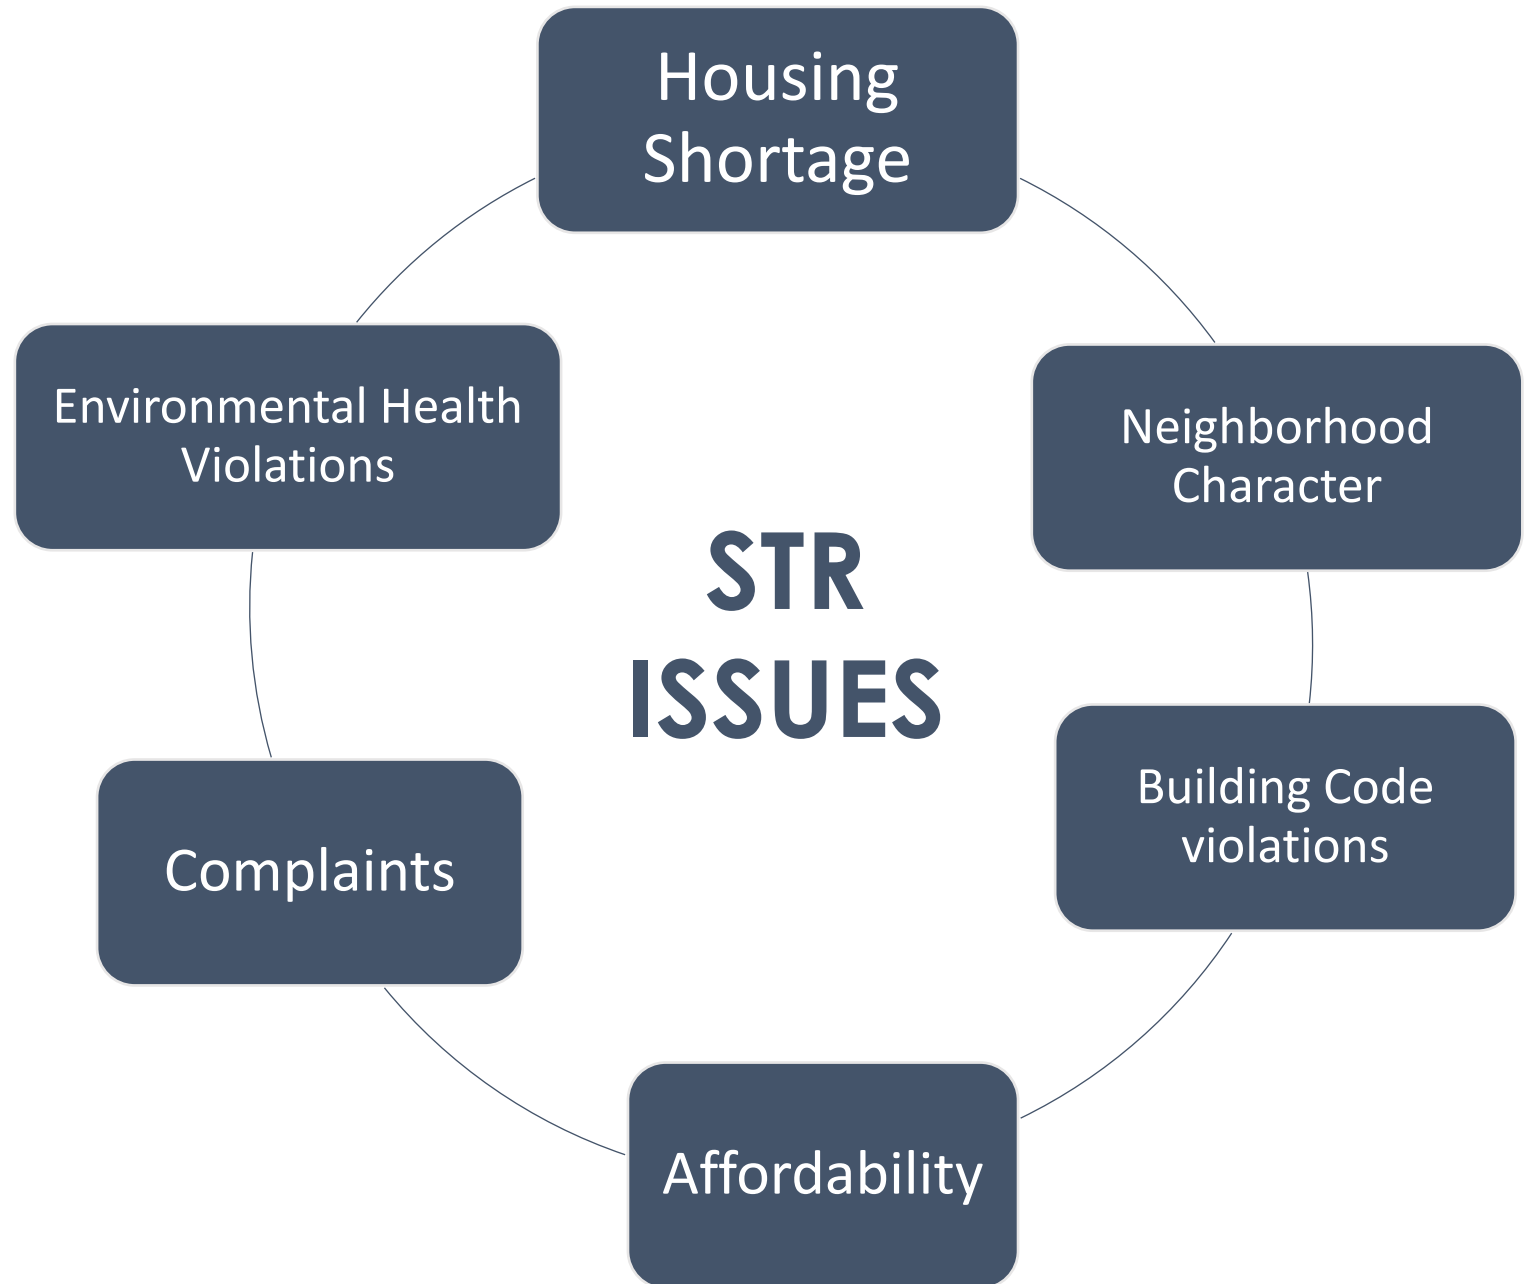 Housing
Shortage
Environmental Health
Violations
Neighborhood
Character
STR
ISSUES
Building Code
violations
Complaints
Affordability